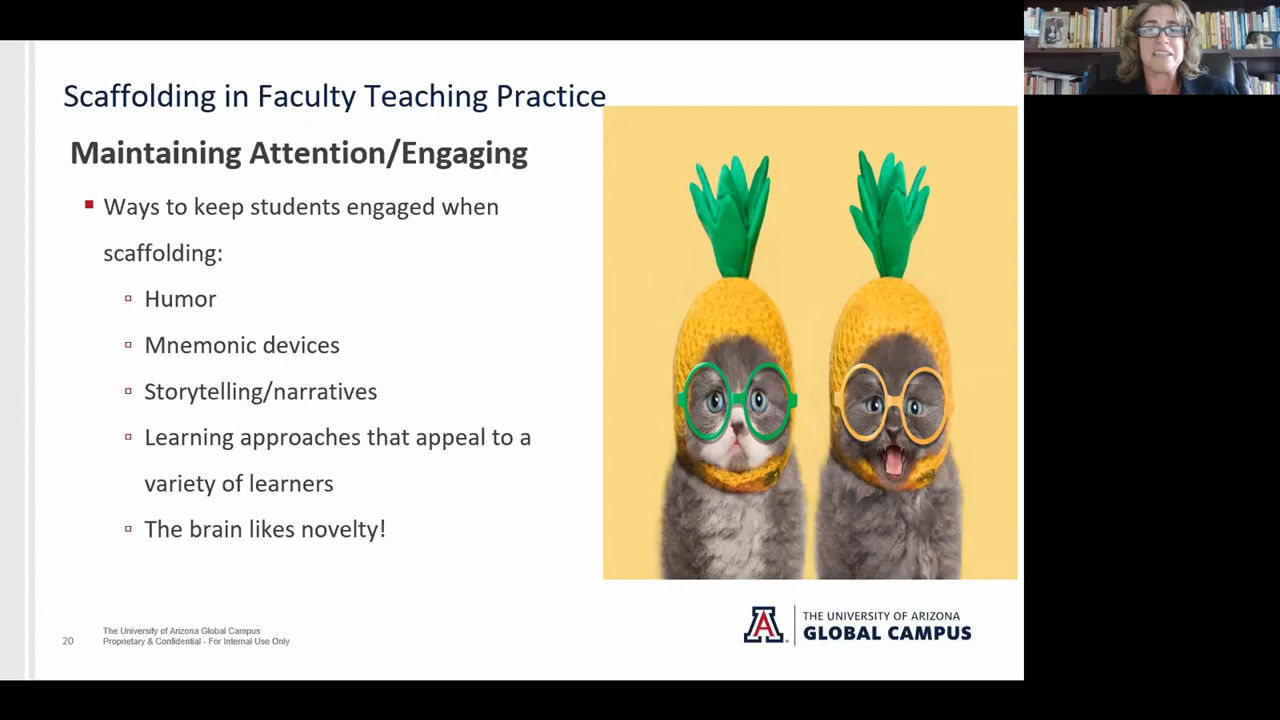 Scaffolding in Faculty Teaching Practice
Maintaining Attention/Engaging
Ways to keep students engaged when
scaffolding:
Humor
Mnemonic devices
Storytelling/narratives
Learning approaches that appeal to a
variety of learners
The brain likes novelty!
20
The University of Arizona Global Campus
Proprietary & Confidential - For Internal Use Only
A
THE UNIVERSITY OF ARIZONA
GLOBAL CAMPUS